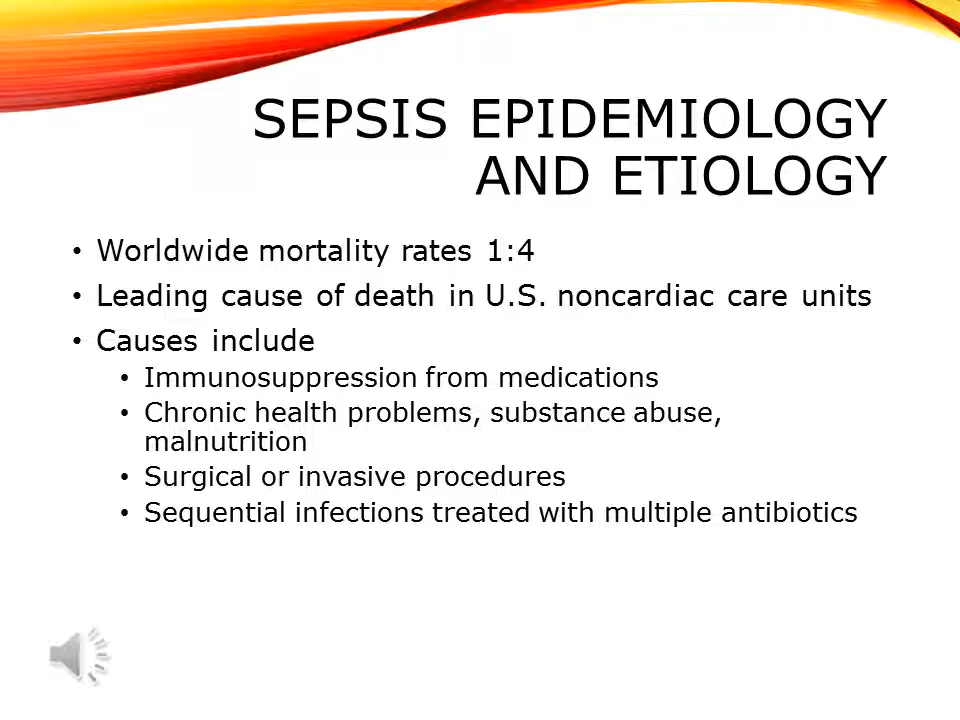 SEPSIS EPIDEMIOLOGY
AND ETIOLOGY
• Worldwide mortality rates 1:4
• Leading cause of death in U.S. noncardiac care units
• Causes include
• Immunosuppression from medications
• Chronic health problems, substance abuse,
malnutrition
• Surgical or invasive procedures
• Sequential infections treated with multiple antibiotics